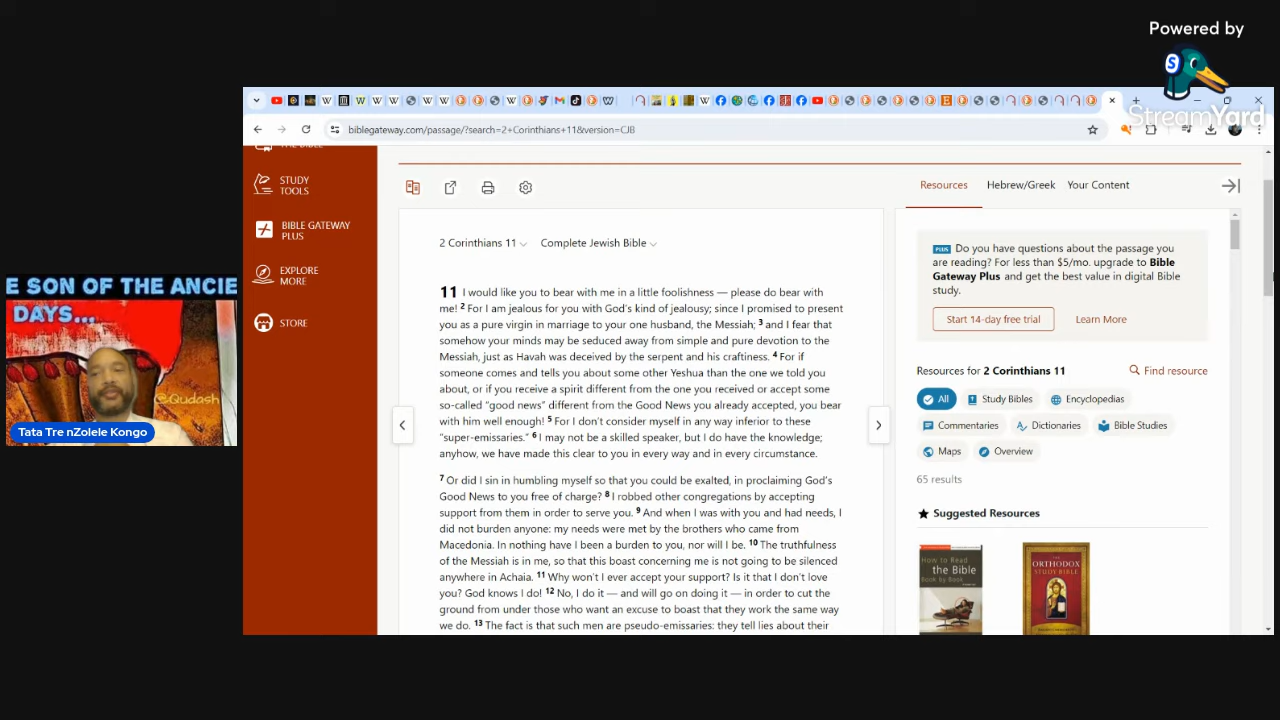 Powered by
StreamYard
biblegateway.com/passage/?search=2+Corinthians+11&version=CJB
THE BIBLE
STUDY
TOOLS
BIBLE GATEWAY
PLUS
EXPLORE
MORE
STORE
Resources
Hebrew/Greek
Your Content
2 Corinthians 11
Complete Jewish Bible
11 I would like you to bear with me in a little foolishness — please do bear with
me! 2 For I am jealous for you with God's kind of jealousy; since I promised to present
you as a pure virgin in marriage to your one husband, the Messiah; 3 and I fear that
somehow your minds may be seduced away from simple and pure devotion to the
Messiah, just as Havah was deceived by the serpent and his craftiness. 4 For if
someone comes and tells you about some other Yeshua than the one we told you
about, or if you receive a spirit different from the one you received or accept some
so-called "good news" different from the Good News you already accepted, you bear
with him well enough! 5 For I don't consider myself in any way inferior to these
"super-emissaries." 6 I may not be a skilled speaker, but I do have the knowledge;
anyhow, we have made this clear to you in every way and in every circumstance.
7 Or did I sin in humbling myself so that you could be exalted, in proclaiming God's
Good News to you free of charge? 8 I robbed other congregations by accepting
support from them in order to serve you. 9 And when I was with you and had needs, I
did not burden anyone: my needs were met by the brothers who came from
Macedonia. In nothing have I been a burden to you, nor will I be. 10 The truthfulness
of the Messiah is in me, so that this boast concerning me is not going to be silenced
anywhere in Achaia. 11 Why won't I ever accept your support? Is it that I don't love
you? God knows I do! 12 No, I do it — and will go on doing it — in order to cut the
ground from under those who want an excuse to boast that they work the same way
we do. 13 The fact is that such men are pseudo-emissaries: they tell lies about their
PLUS Do you have questions about the passage you
are reading? For less than $5/mo. upgrade to Bible
Gateway Plus and get the best value in digital Bible
study.
Start 14-day free trial
Learn More
Resources for 2 Corinthians 11
Find resource
All
Study Bibles
Encyclopedias
Commentaries
Dictionaries
Bible Studies
Maps
Overview
65 results
Suggested Resources
How to Read
the Bible
Book by Book
THE
ORTHODOX
STUDY BIBLE
E SON OF THE ANCIE
DAYS...
@Qudash
Tata Tre nZolele Kongo